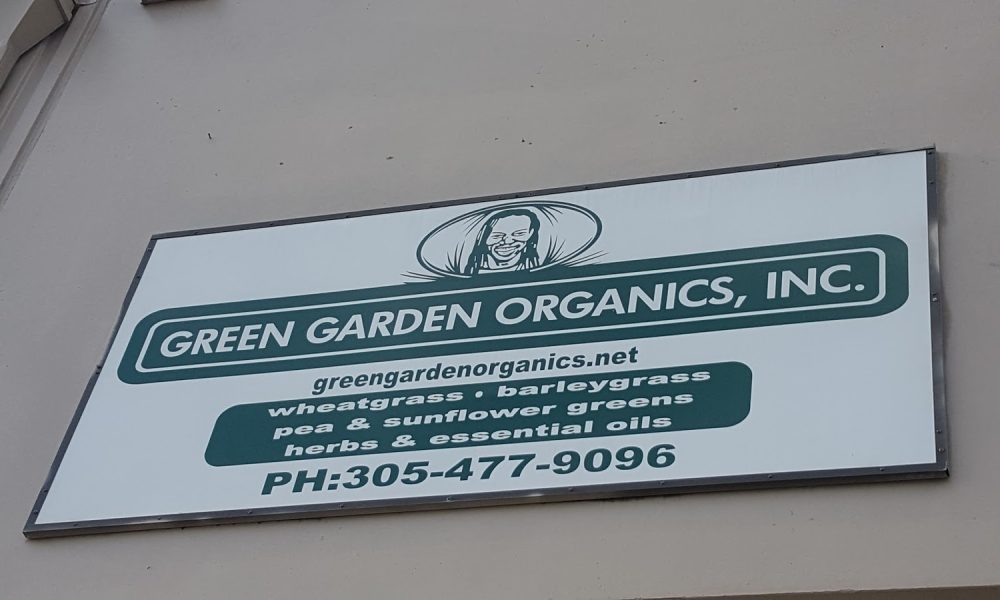 GREEN GARDEN ORGANICS, INC.
greengardenorganics.net
wheatgrass • barleygrass
pea & sunflower greens
herbs & essential oils
PH:305-477-9096